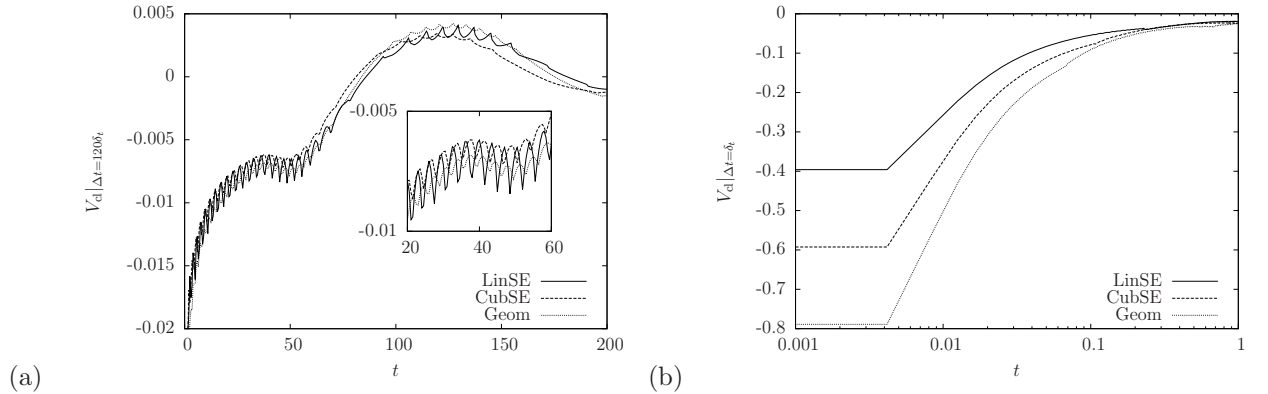 0.005
0
-0.005
-0.01
-0.015
-0.02
V_cl|Δt=120δ_t
-0.005
-0.01
20 40 60
LinSE
CubSE
Geom
0 50 100 150 200
t
(a)
0
-0.1
-0.2
-0.3
-0.4
-0.5
-0.6
-0.7
-0.8
V_cl|Δt=δ_t
LinSE
CubSE
Geom
0.001 0.01 0.1 1
t
(b)